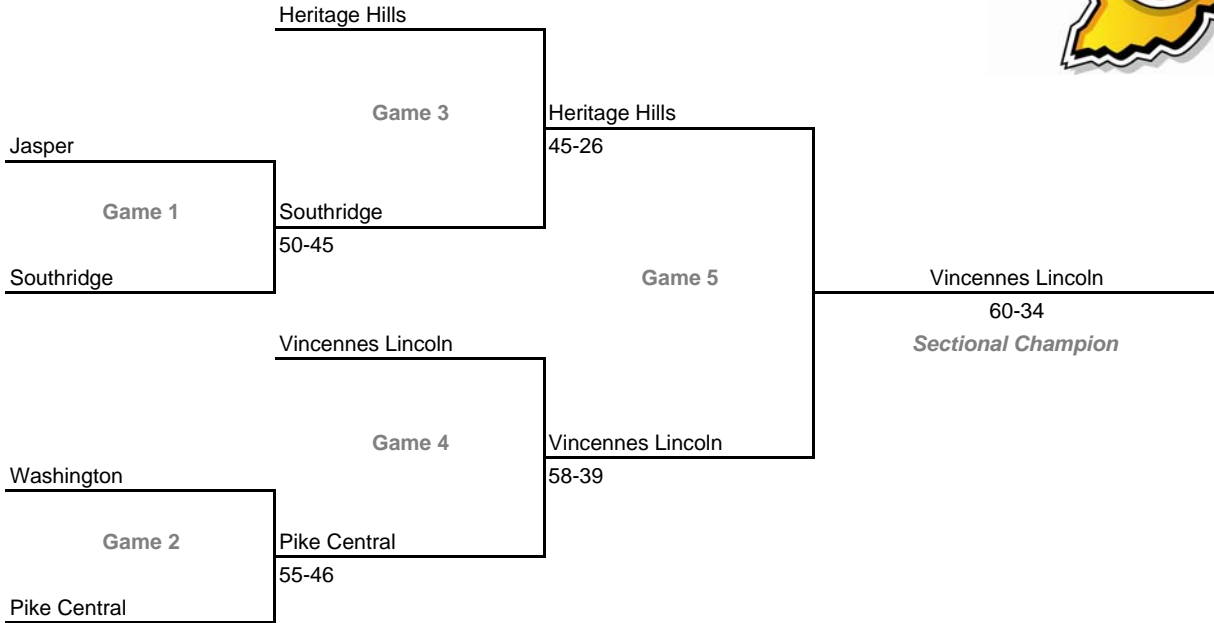 Heritage Hills
Game 3
Heritage Hills
Jasper
45-26
Game 1
Southridge
50-45
Southridge
Game 5
Vincennes Lincoln
60-34
Vincennes Lincoln
Sectional Champion
Game 4
Vincennes Lincoln
Washington
58-39
Game 2
Pike Central
55-46
Pike Central